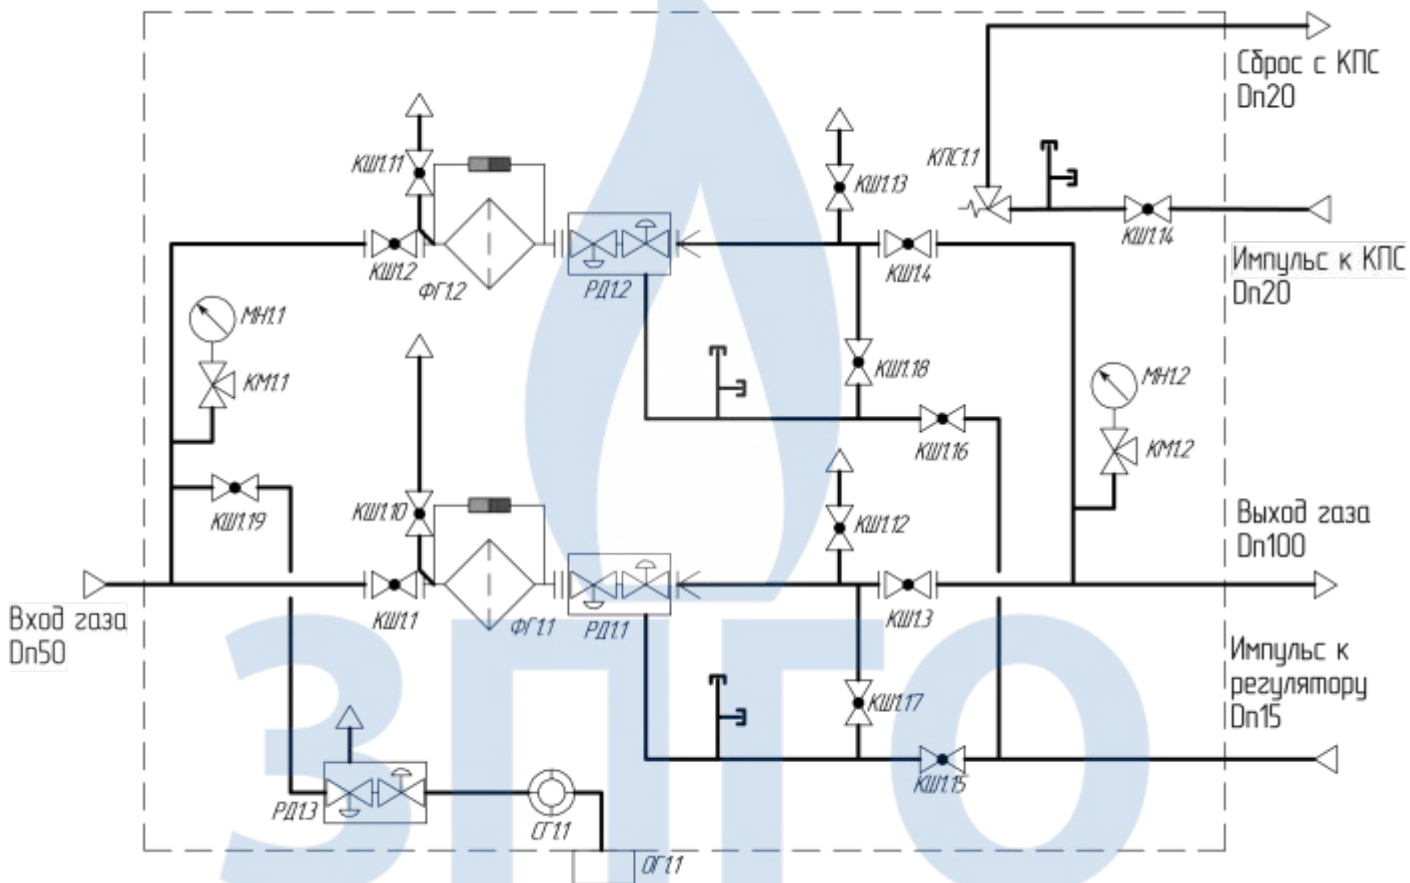 Сброс с КПС
Dn20
КШ1.11
КШ1.13
КПС1.1
КШ1.14
Импульс к КПС
Dn20
КШ1.2
ФГ1.2
РД1.2
КШ1.4
МН1.1
КМ1.1
КШ1.18
МН1.2
КМ1.2
КШ1.16
КШ1.19
КШ1.10
КШ1.12
Выход газа
Dn100
Вход газа
Dn50
КШ1.1
ФГ1.1
РД1.1
КШ1.3
Импульс к
регулятору
Dn15
КШ1.17
КШ1.15
РД1.3
СГ1.1
ОГ1.1
ЗПГО